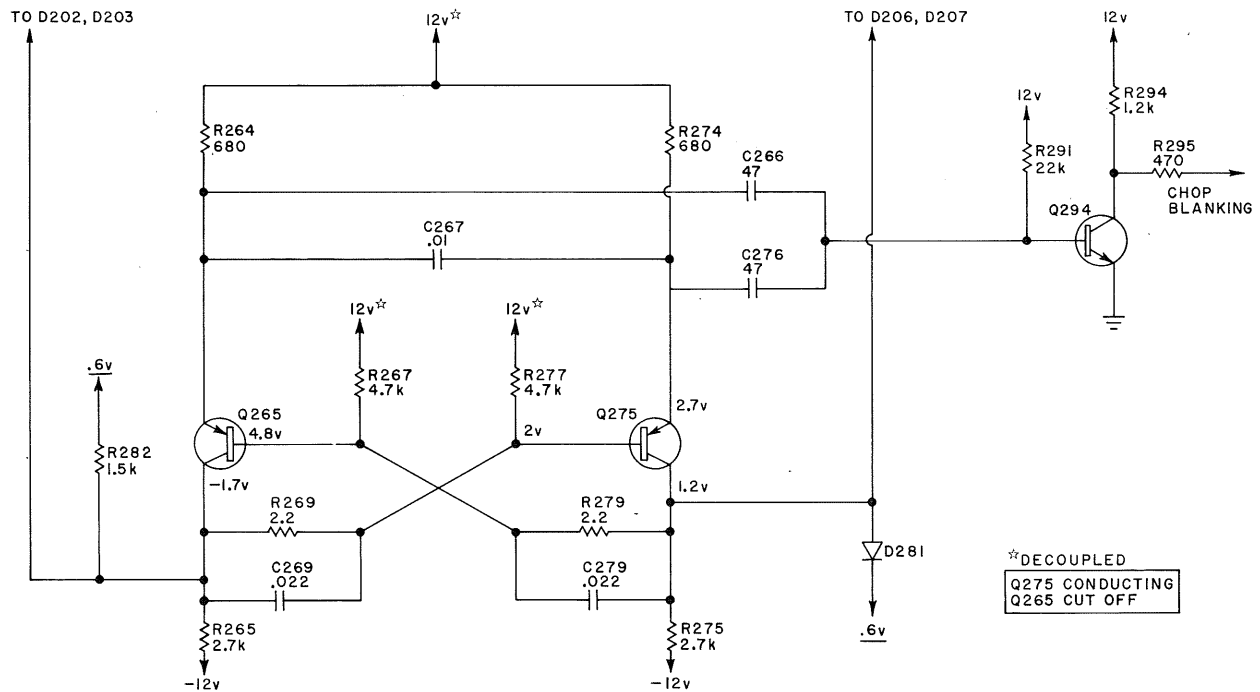 TO D202, D203
12v☆
TO D206, D207
12v
R264
680
R274
680
C266
47
12v
R291
22k
R294
1.2k
R295
470
CHOP
BLANKING
Q294
C267
.01
C276
47
12v☆
12v☆
.6v
R267
4.7k
R277
4.7k
Q265
4.8v
Q275
2.7v
2v
R282
1.5k
-1.7v
1.2v
R269
2.2
R279
2.2
D281
C269
.022
C279
.022
☆DECOUPLED
Q275 CONDUCTING
Q265 CUT OFF
R265
2.7k
R275
2.7k
.6v
-12v
-12v